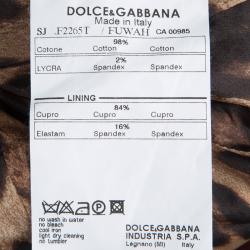 DOLCE&GABBANA
Made in Italy
SJ .F2265T / FUWAH CA 00985
98%
Cotone Cotton Cotton
2%
LYCRA Spandex Spandex
LINING
84%
Cupro Cupro Cupro
16%
Elastam Spandex Spandex
no wash in water
no bleach
cool iron
light dry cleaning
no tumbler
DOLCE&GABBANA
INDUSTRIA S.P.A.
Legnano (MI) Italy